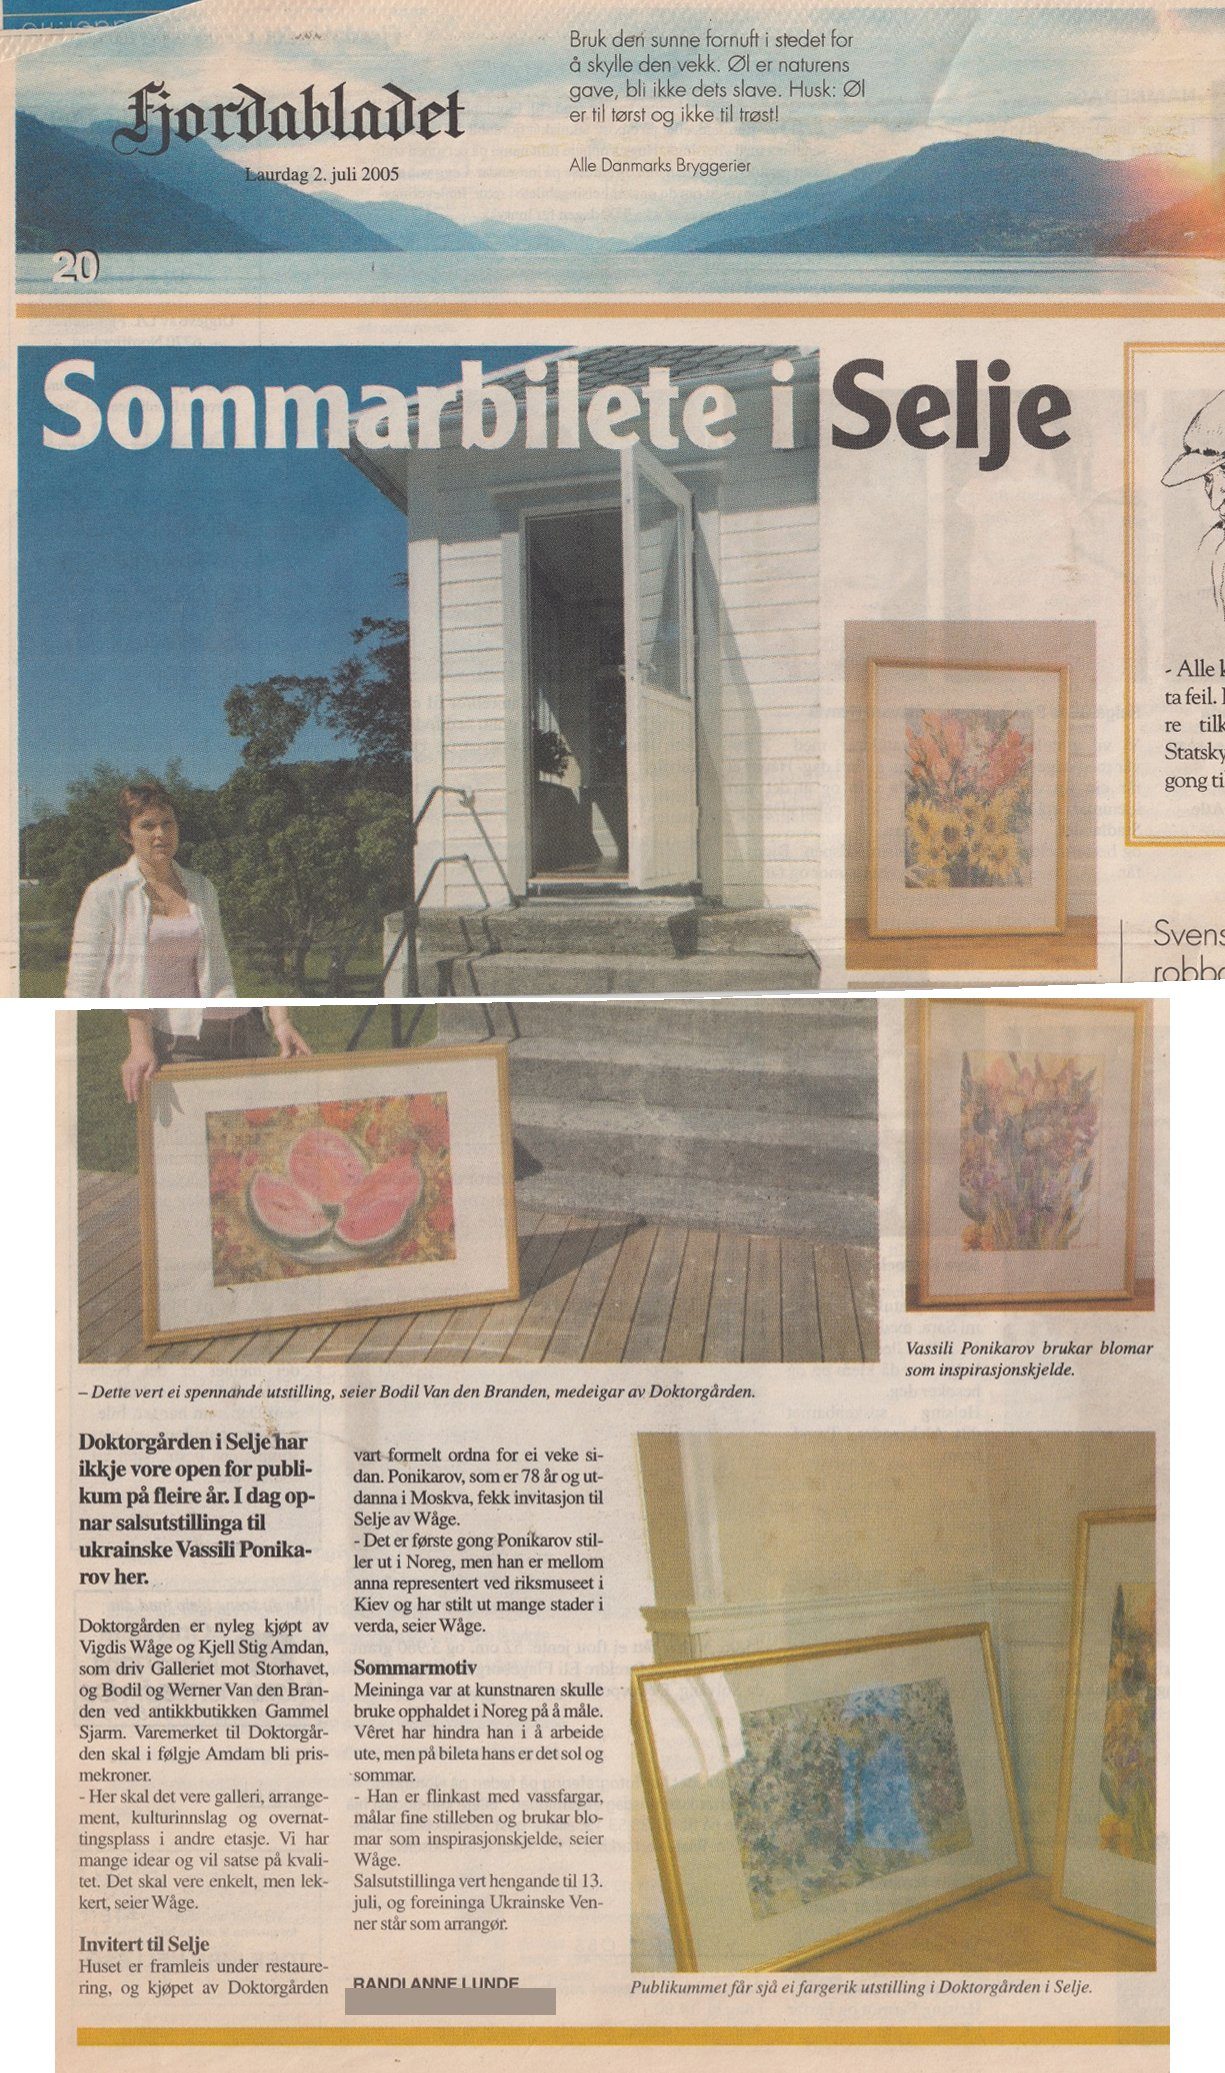 Bruk den sunne fornuft i stedet for
å skylle den vekk. Øl er naturens
gave, bli ikke dets slave. Husk: Øl
er til tørst og ikke til trøst!
Alle Danmarks Bryggerier
Fjordabladet
Laurdag 2. juli 2005
20
Sommarbilete i Selje
- Alle
ta feil.
re
Statsky
gong ti
Svens
robb
Vassili Ponikarov brukar blomar
som inspirasjonskjelde.
– Dette vert ei spennande utstilling, seier Bodil Van den Branden, medeigar av Doktorgården.
Doktorgården i Selje har
ikkje vore open for publi-
kum på fleire år. I dag op-
nar salsutstillinga til
ukrainske Vassili Ponika-
rov her.
Doktorgården er nyleg kjøpt av
Vigdis Wåge og Kjell Stig Amdan,
som driv Galleriet mot Storhavet,
og Bodil og Werner Van den Bran-
den ved antikkbutikken Gammel
Sjarm. Varemerket til Doktorgår-
den skal i følgje Amdam bli pris-
mekroner.
- Her skal det vere galleri, arrange-
ment, kulturinnslag og overnat-
tingsplass i andre etasje. Vi har
mange idear og vil satse på kvali-
tet. Det skal vere enkelt, men lek-
kert, seier Wåge.
Invitert til Selje
Huset er framleis under restaure-
ring, og kjøpet av Doktorgården
vart formelt ordna for ei veke si-
dan. Ponikarov, som er 78 år og ut-
danna i Moskva, fekk invitasjon til
Selje av Wåge.
- Det er første gong Ponikarov stil-
ler ut i Noreg, men han er mellom
anna representert ved riksmuseet i
Kiev og har stilt ut mange stader i
verda, seier Wåge.
Sommarmotiv
Meininga var at kunstnaren skulle
bruke opphaldet i Noreg på å måle.
Vêret har hindra han i å arbeide
ute, men på bileta hans er det sol og
sommar.
- Han er flinkast med vassfargar,
målar fine stilleben og brukar blo-
mar som inspirasjonskjelde, seier
Wåge.
Salsutstillinga vert hengande til 13.
juli, og foreininga Ukrainske Ven-
ner står som arrangør.
RANDI ANNE LUNDE
Publikummet får sjå ei fargerik utstilling i Doktorgården i Selje.